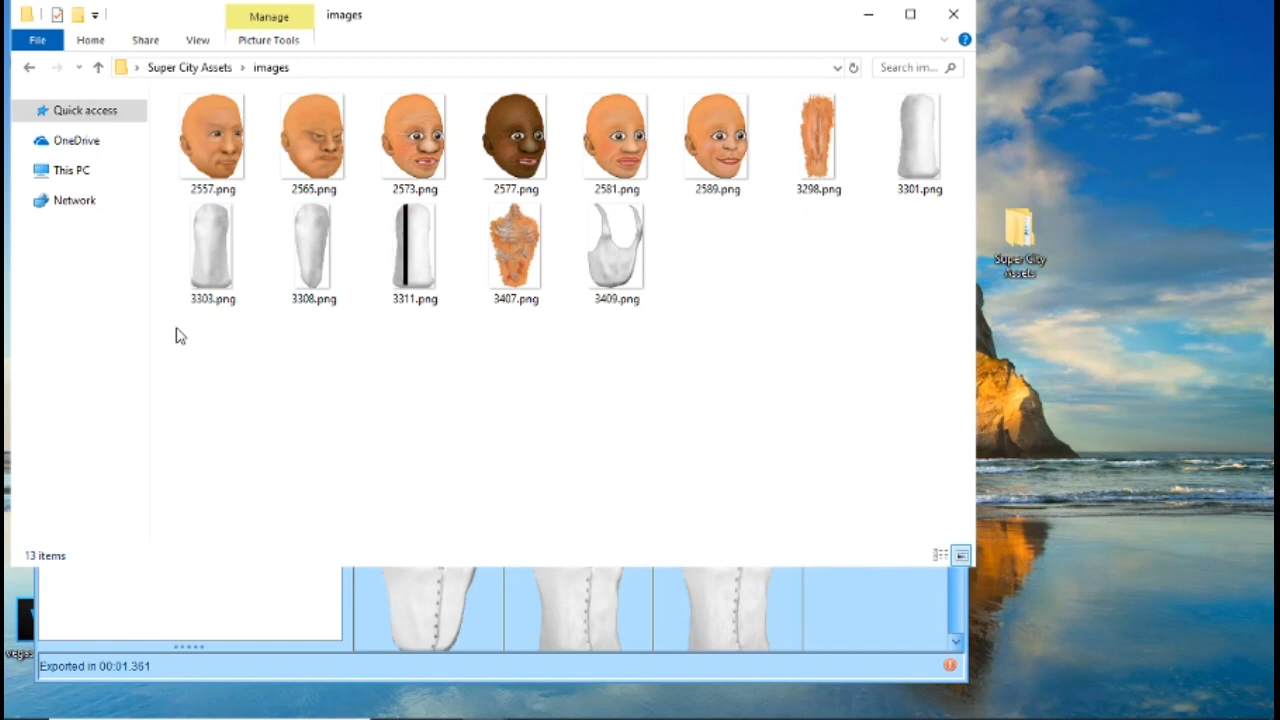 Manage
images
File
Home
Share
View
Picture Tools
Super City Assets
images
Search im...
Quick access
OneDrive
This PC
Network
2557.png
2565.png
2573.png
2577.png
2581.png
2589.png
3298.png
3301.png
3303.png
3308.png
3311.png
3407.png
3409.png
13 items
Super City
Assets
Exported in 00:01.361